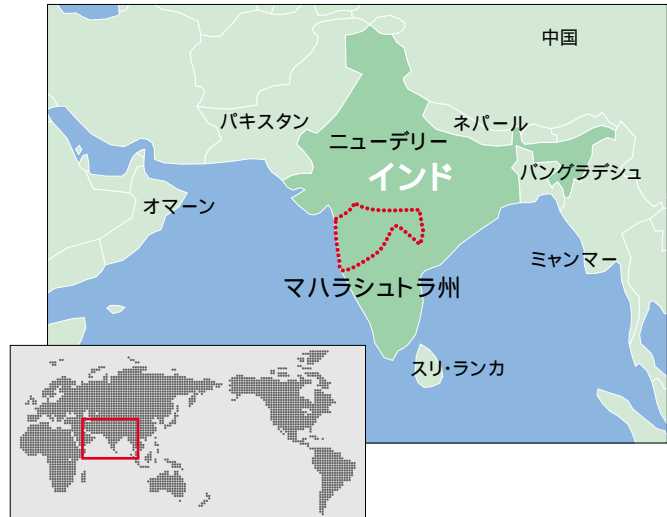 中国
パキスタン
ネパール
ニューデリー
インド
バングラデシュ
オマーン
ミャンマー
マハラシュトラ州
スリ・ランカ